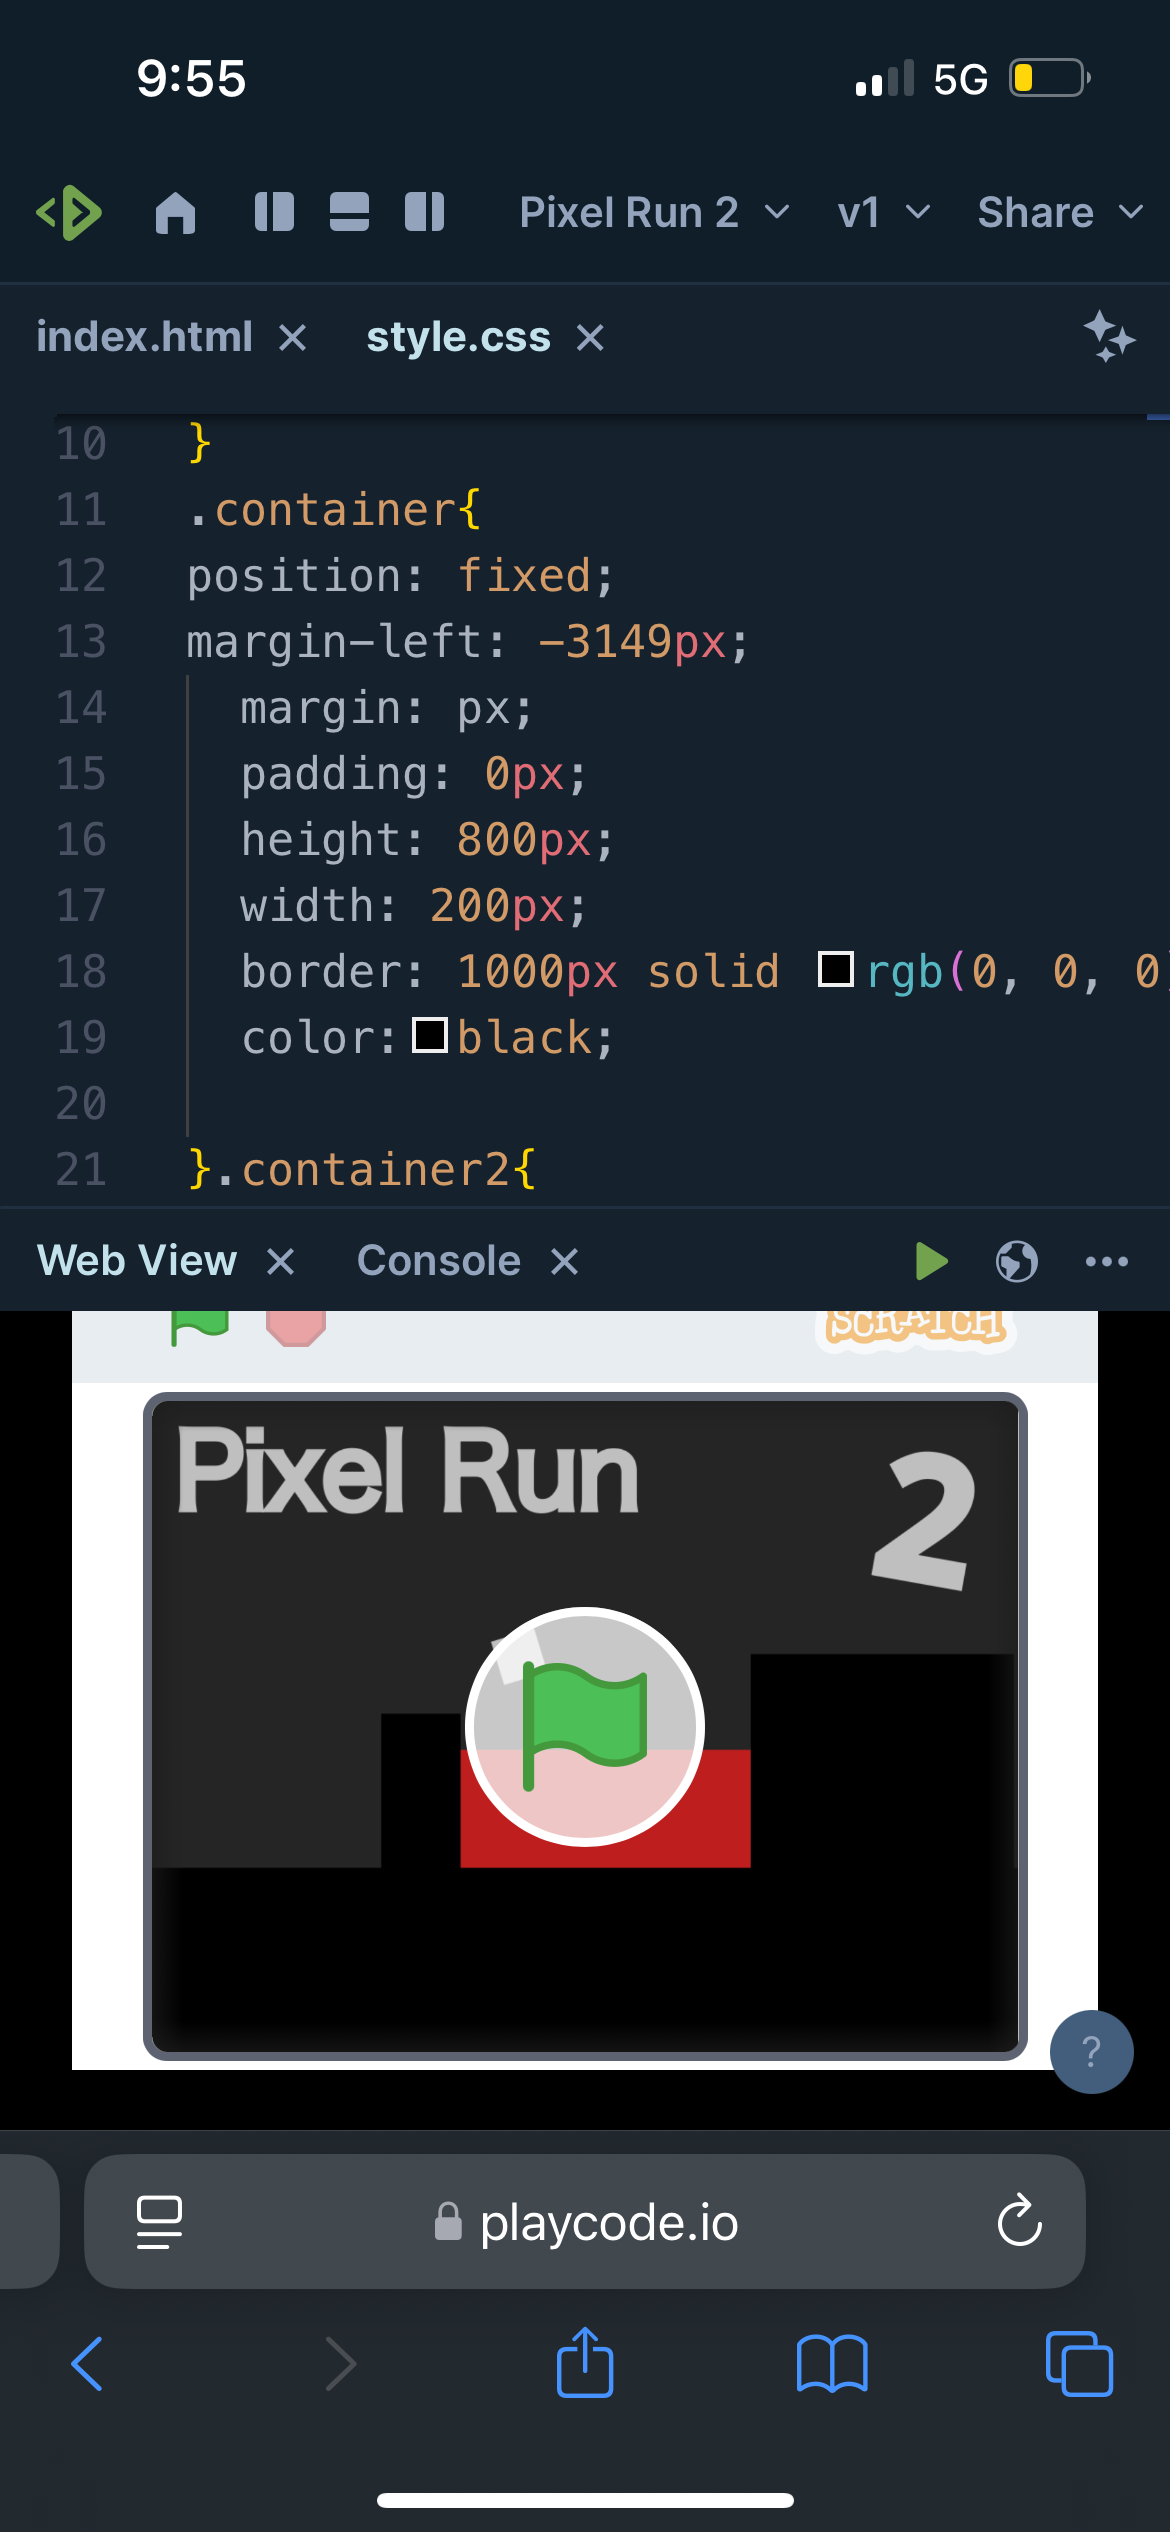 9:55
5G
Pixel Run 2
v1
Share
index.html
style.css
10 }
11 .container{
12 position: fixed;
13 margin-left: -3149px;
14 margin: px;
15 padding: 0px;
16 height: 800px;
17 width: 200px;
18 border: 1000px solid rgb(0, 0, 0)
19 color: black;
20
21 }.container2{
Web View
Console
SCRATCH
Pixel Run
2
?
playcode.io